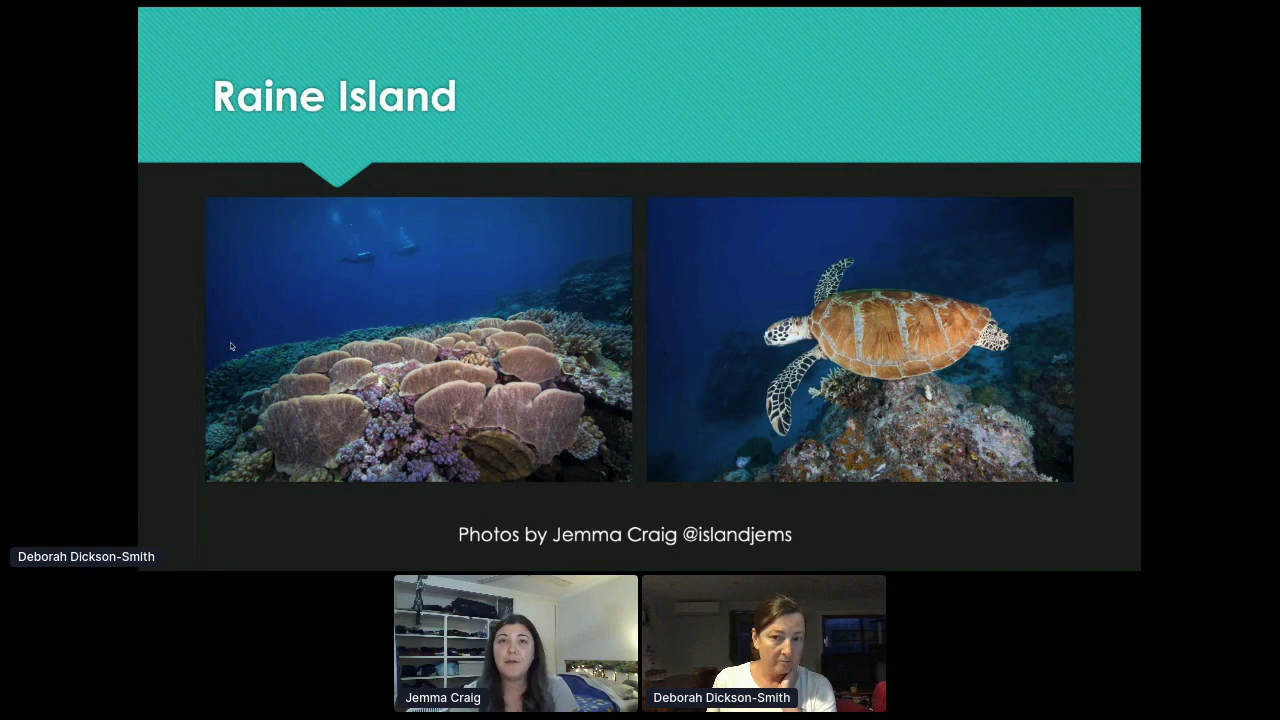 Raine Island
Photos by Jemma Craig @islandjems
Deborah Dickson-Smith
Jemma Craig
Deborah Dickson-Smith